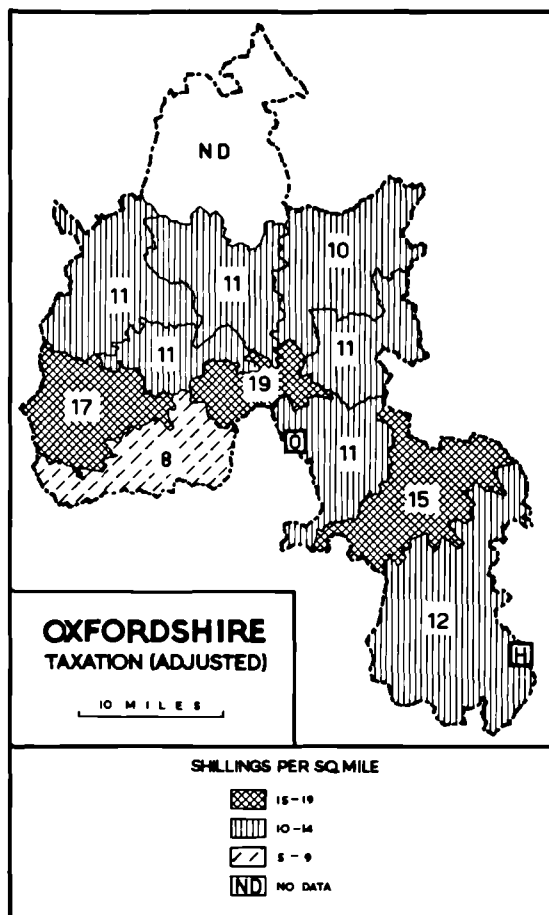 ND
10
11
11
11
11
19
17
O
11
8
15
12
H
OXFORDSHIRE
TAXATION (ADJUSTED)
10 MILES
SHILLINGS PER SQ. MILE
15-19
10-14
5-9
ND NO DATA